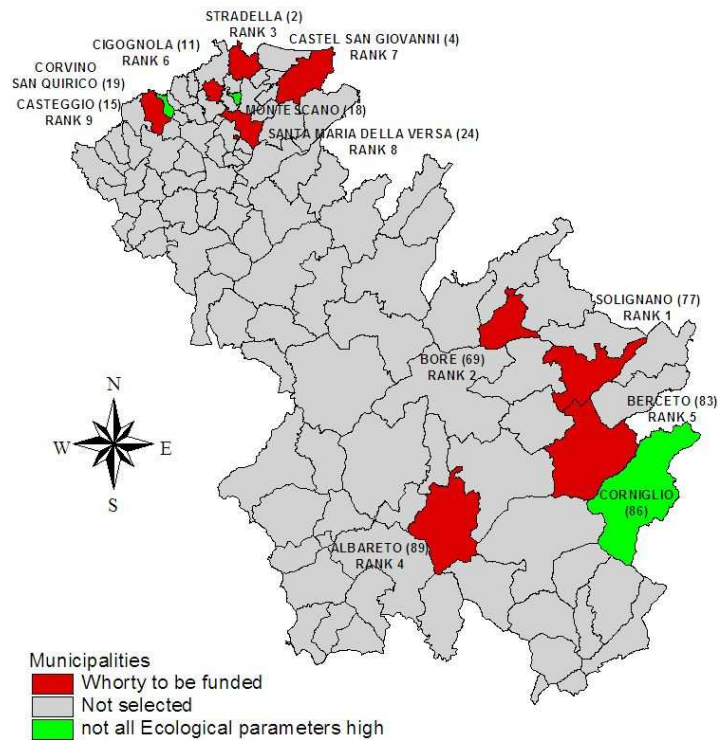 STRADELLA (2)
RANK 3
CASTEL SAN GIOVANNI (4)
RANK 7
CIGOGNOLA (11)
RANK 6
CORVINO
SAN QUIRICO (19)
CASTEGGIO (15)
RANK 9
MONTESCANO (18)
SANTA MARIA DELLA VERSA (24)
RANK 8
SOLIGNANO (77)
RANK 1
BORE (69)
RANK 2
BERCETO (83)
RANK 5
CORNIGLIO
(86)
ALBARETO (89)
RANK 4
N
W E
S
Municipalities
Whorty to be funded
Not selected
not all Ecological parameters high